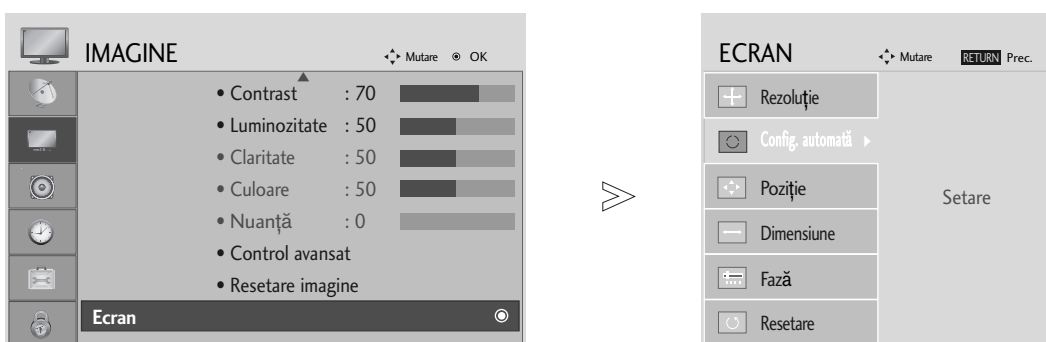 IMAGINE
Mutare OK
• Contrast : 70
• Luminozitate : 50
• Claritate : 50
• Culoare : 50
• Nuanță : 0
• Control avansat
• Resetare imagine
Ecran
ECRAN
Mutare RETURN Prec.
Rezoluție
Config. automată
Poziție
Dimensiune
Fază
Resetare
Setare